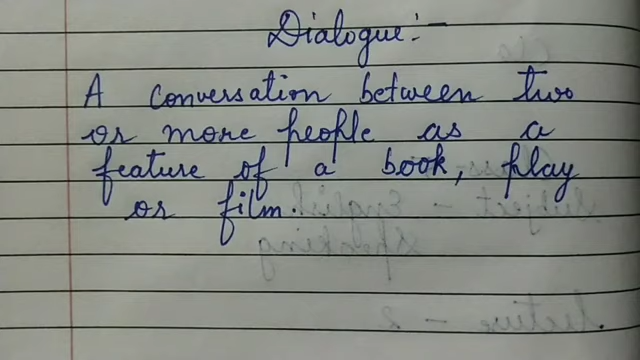 Dialogue:-
A conversation between two
or more people as a
feature of a book, play
or film.